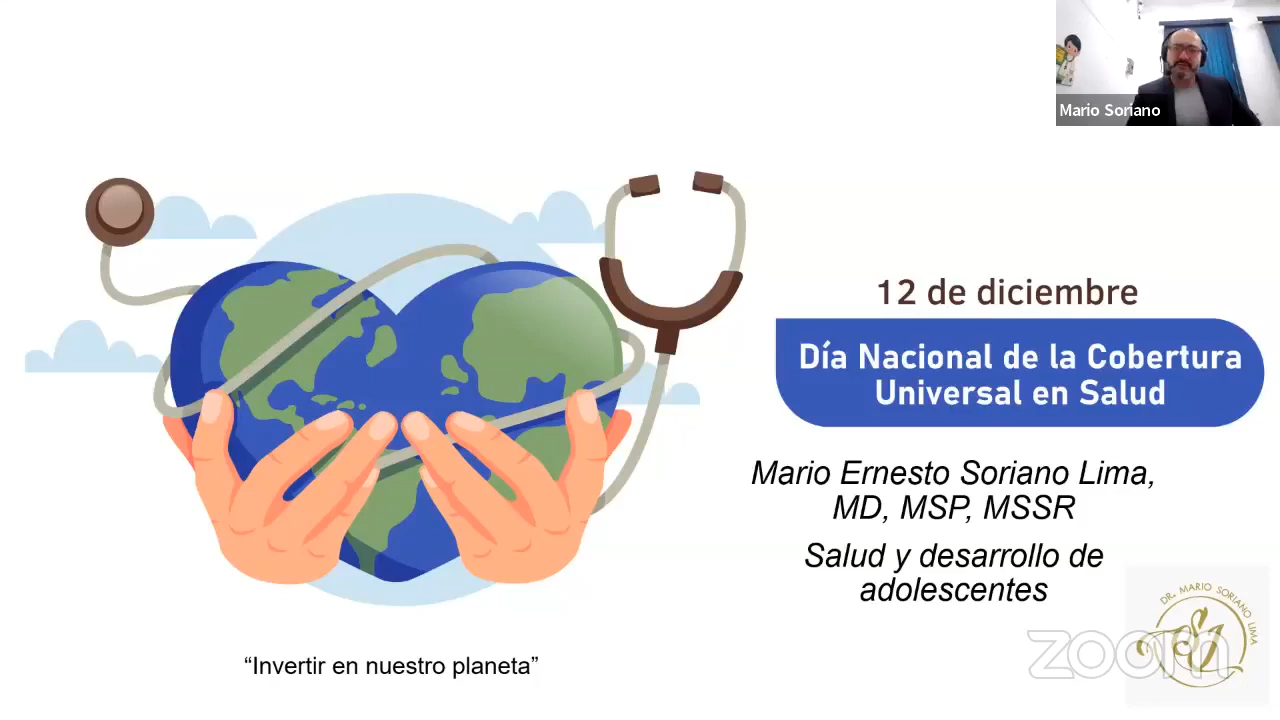 Mario Soriano
12 de diciembre
Día Nacional de la Cobertura
Universal en Salud
Mario Ernesto Soriano Lima,
MD, MSP, MSSR
Salud y desarrollo de
adolescentes
DR. MARIO SORIANO LIMA
zoom
“Invertir en nuestro planeta”